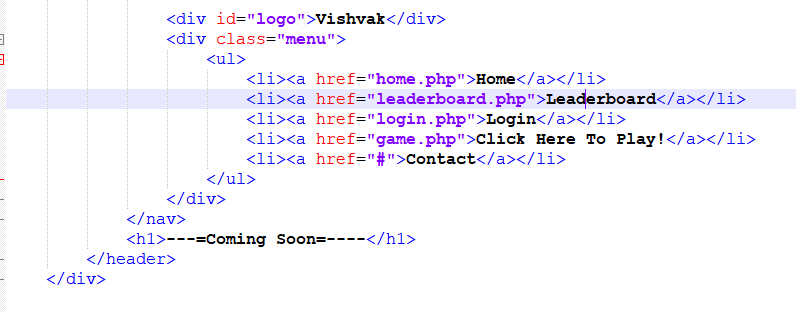 <div id="logo">Vishvak</div>
<div class="menu">
<ul>
<li><a href="home.php">Home</a></li>
<li><a href="leaderboard.php">Leaderboard</a></li>
<li><a href="login.php">Login</a></li>
<li><a href="game.php">Click Here To Play!</a></li>
<li><a href="#">Contact</a></li>
</ul>
</div>
</nav>
<h1>---=Coming Soon=----</h1>
</header>
</div>